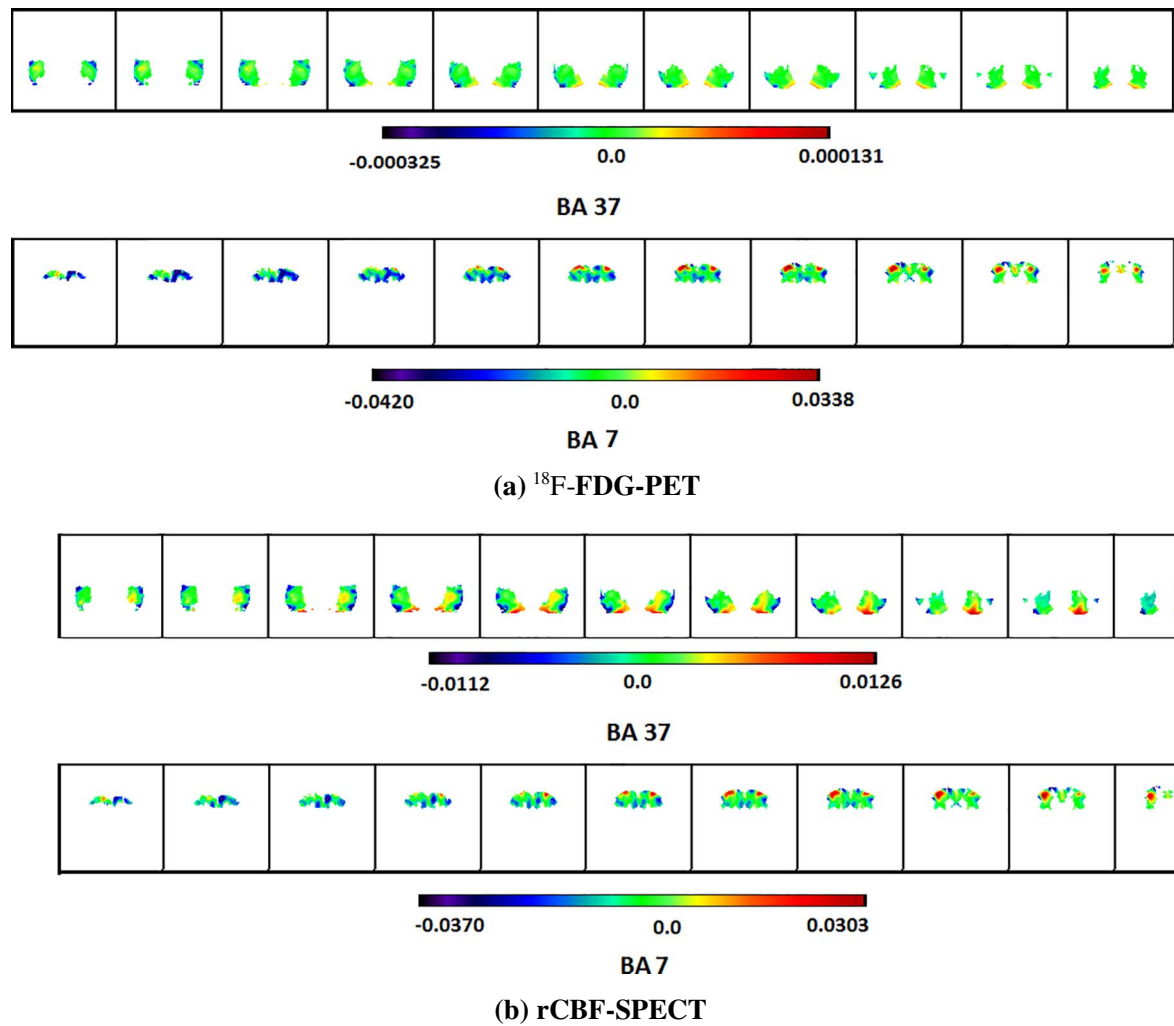 -0.000325 0.0 0.000131
BA 37
-0.0420 0.0 0.0338
BA 7
(a) ¹⁸F-FDG-PET
-0.0112 0.0 0.0126
BA 37
-0.0370 0.0 0.0303
BA 7
(b) rCBF-SPECT